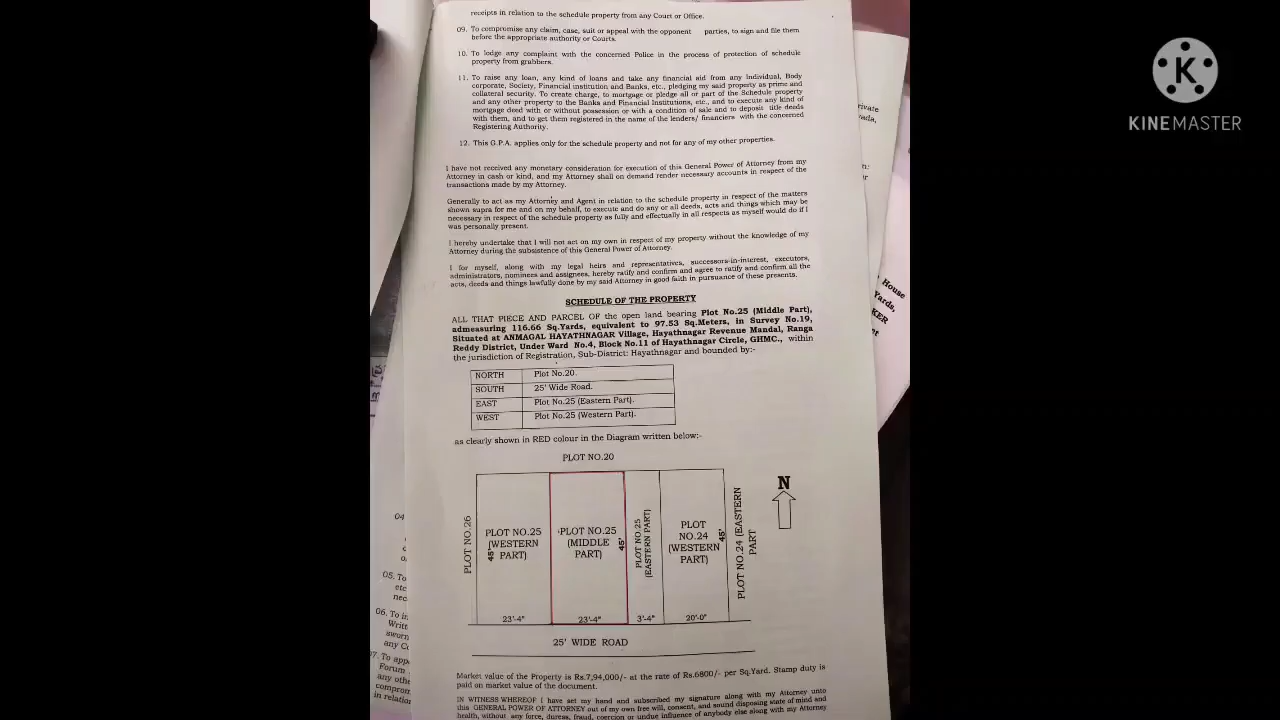 receipts in relation to the schedule property from any Court or Office.
09. To compromise any claim, case, suit or appeal with the opponent parties, to sign and file them
before the appropriate authority or Courts.
10. To lodge any complaint with the concerned Police in the process of protection of schedule
property from grabbers.
11. To raise any loan, any kind of loans and take any financial aid from any Individual, Body
corporate, Society, Financial institution and Banks, etc., pledging my said property as prime and
collateral security. To create charge, to mortgage or pledge all or part of the Schedule property
and any other property to the Banks and Financial Institutions, etc., and to execute any kind of
mortgage deed with or without possession or with a condition of sale and to deposit title deeds
with them, and to get them registered in the name of the lenders/ financiers with the concerned
Registering Authority.
12. This G.P.A. applies only for the schedule property and not for any of my other properties.
I have not received any monetary consideration for execution of this General Power of Attorney from my
Attorney in cash or kind, and my Attorney shall on demand render necessary accounts in respect of the
transactions made by my Attorney.
Generally to act as my Attorney and Agent in relation to the schedule property in respect of the matters
shown supra for me and on my behalf, to execute and do any or all deeds, acts and things which may be
necessary in respect of the schedule property as fully and effectually in all respects as myself would do if I
was personally present.
I hereby undertake that I will not act on my own in respect of my property without the knowledge of my
Attorney during the subsistence of this General Power of Attorney.
I for myself, along with my legal heirs and representatives, successors-in-interest, executors,
administrators, nominees and assignees, hereby ratify and confirm and agree to ratify and confirm all the
acts, deeds and things lawfully done by my said Attorney in good faith in pursuance of these presents.
SCHEDULE OF THE PROPERTY
ALL THAT PIECE AND PARCEL OF the open land bearing Plot No.25 (Middle Part),
admeasuring 116.66 Sq.Yards, equivalent to 97.53 Sq.Meters, in Survey No.19,
Situated at ANMAGAL HAYATHNAGAR Village, Hayathnagar Revenue Mandal, Ranga
Reddy District, Under Ward No.4, Block No.11 of Hayathnagar Circle, GHMC., within
the jurisdiction of Registration, Sub-District: Hayathnagar and bounded by:-
NORTH Plot No.20.
SOUTH 25' Wide Road.
EAST Plot No.25 (Eastern Part).
WEST Plot No.25 (Western Part).
as clearly shown in RED colour in the Diagram written below:-
PLOT NO.20
N
PLOT NO.26
PLOT NO.25
(WESTERN
PART)
45'
PLOT NO.25
(MIDDLE
PART)
45'
PLOT NO.25
(EASTERN PART)
PLOT
NO.24
(WESTERN
PART)
45'
PLOT NO.24 (EASTERN
PART
23'-4" 23'-4" 3'-4" 20'-0"
25' WIDE ROAD
Market value of the Property is Rs.7,94,000/- at the rate of Rs.6800/- per Sq.Yard. Stamp duty is
paid on market value of the document.
IN WITNESS WHEREOF I have set my hand and subscribed my signature along with my Attorney unto
this GENERAL POWER OF ATTORNEY out of my own free will, consent, and sound disposing state of mind and
health, without any force, duress, fraud, coercion or undue influence of anybody else along with my Attorney
04
05. To
etc
nec
06. To in
Writt
sworn
any Co
07. To app
Forum
any othe
comprom
in relation
House
Yards,
KER
K
KINEMASTER